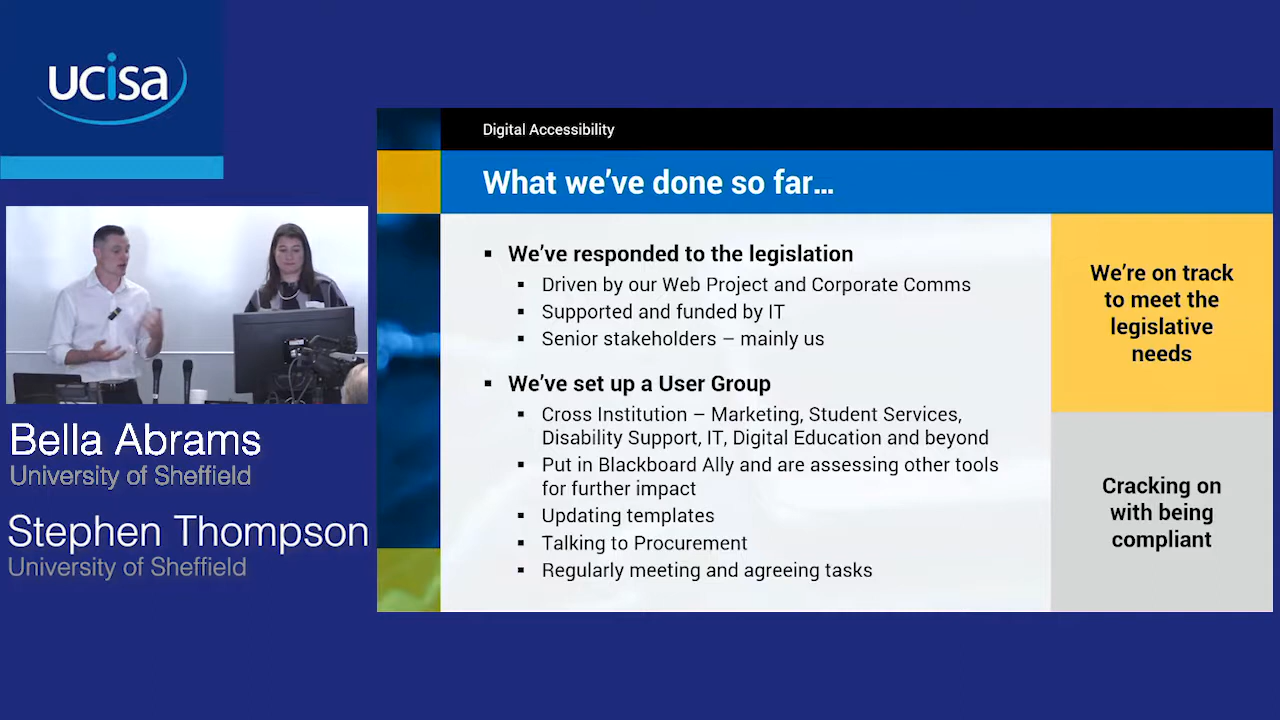 ucisa
Bella Abrams
University of Sheffield
Stephen Thompson
University of Sheffield
Digital Accessibility
What we’ve done so far…
▪ We’ve responded to the legislation
▪ Driven by our Web Project and Corporate Comms
▪ Supported and funded by IT
▪ Senior stakeholders – mainly us
▪ We’ve set up a User Group
▪ Cross Institution – Marketing, Student Services,
Disability Support, IT, Digital Education and beyond
▪ Put in Blackboard Ally and are assessing other tools
for further impact
▪ Updating templates
▪ Talking to Procurement
▪ Regularly meeting and agreeing tasks
We’re on track
to meet the
legislative
needs
Cracking on
with being
compliant